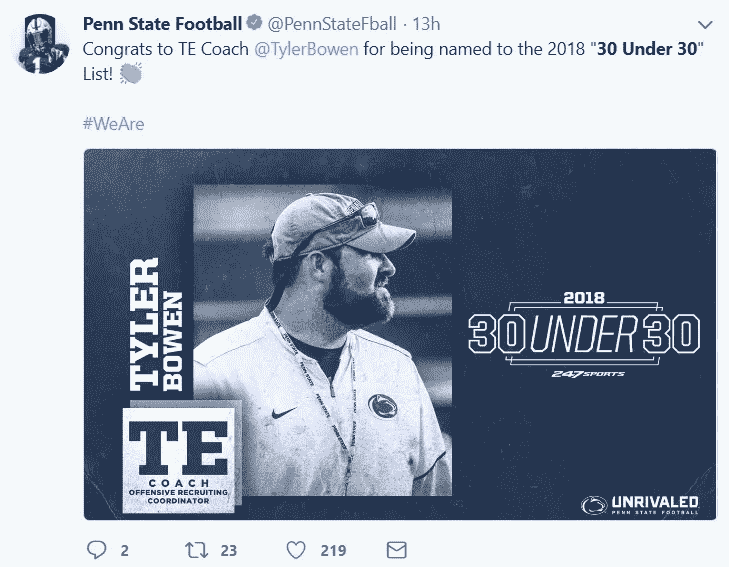 Penn State Football @PennStateFball · 13h
Congrats to TE Coach @TylerBowen for being named to the 2018 "30 Under 30"
List!
#WeAre
TYLER
BOWEN
TE
COACH
OFFENSIVE RECRUITING
COORDINATOR
2018
30 UNDER 30
247SPORTS
UNRIVALED
PENN STATE FOOTBALL
2 23 219